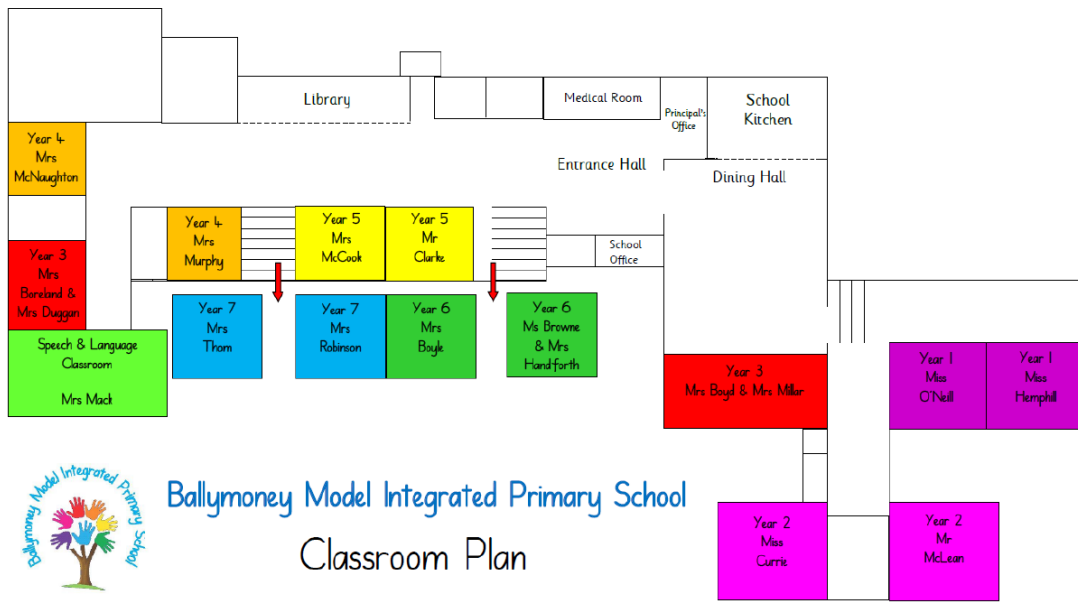 Library
Medical Room
Principal's
Office
School
Kitchen
Entrance Hall
Dining Hall
Year 4
Mrs
McNaughton
Year 4
Mrs
Murphy
Year 5
Mrs
McCook
Year 5
Mr
Clarke
School
Office
Year 3
Mrs
Boreland &
Mrs Duggan
Year 7
Mrs
Thom
Year 7
Mrs
Robinson
Year 6
Mrs
Boyle
Year 6
Ms Browne
& Mrs
Handforth
Speech & Language
Classroom
Mrs Mack
Year 3
Mrs Boyd & Mrs Millar
Year 1
Miss
O'Neill
Year 1
Miss
Hemphill
Year 2
Miss
Currie
Year 2
Mr
McLean
Ballymoney Model Integrated Primary School
Ballymoney Model Integrated Primary School
Classroom Plan